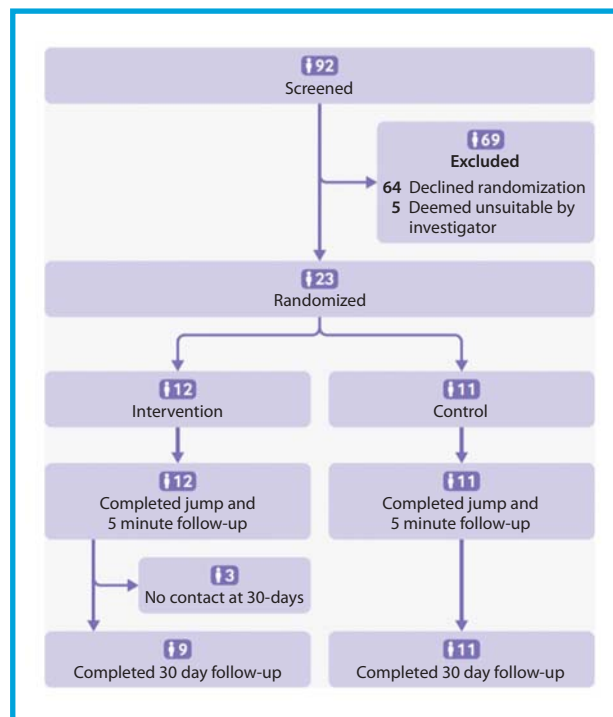 92
Screened
69
Excluded
64 Declined randomization
5 Deemed unsuitable by
investigator
23
Randomized
12
Intervention
11
Control
12
Completed jump and
5 minute follow-up
11
Completed jump and
5 minute follow-up
3
No contact at 30-days
9
Completed 30 day follow-up
11
Completed 30 day follow-up